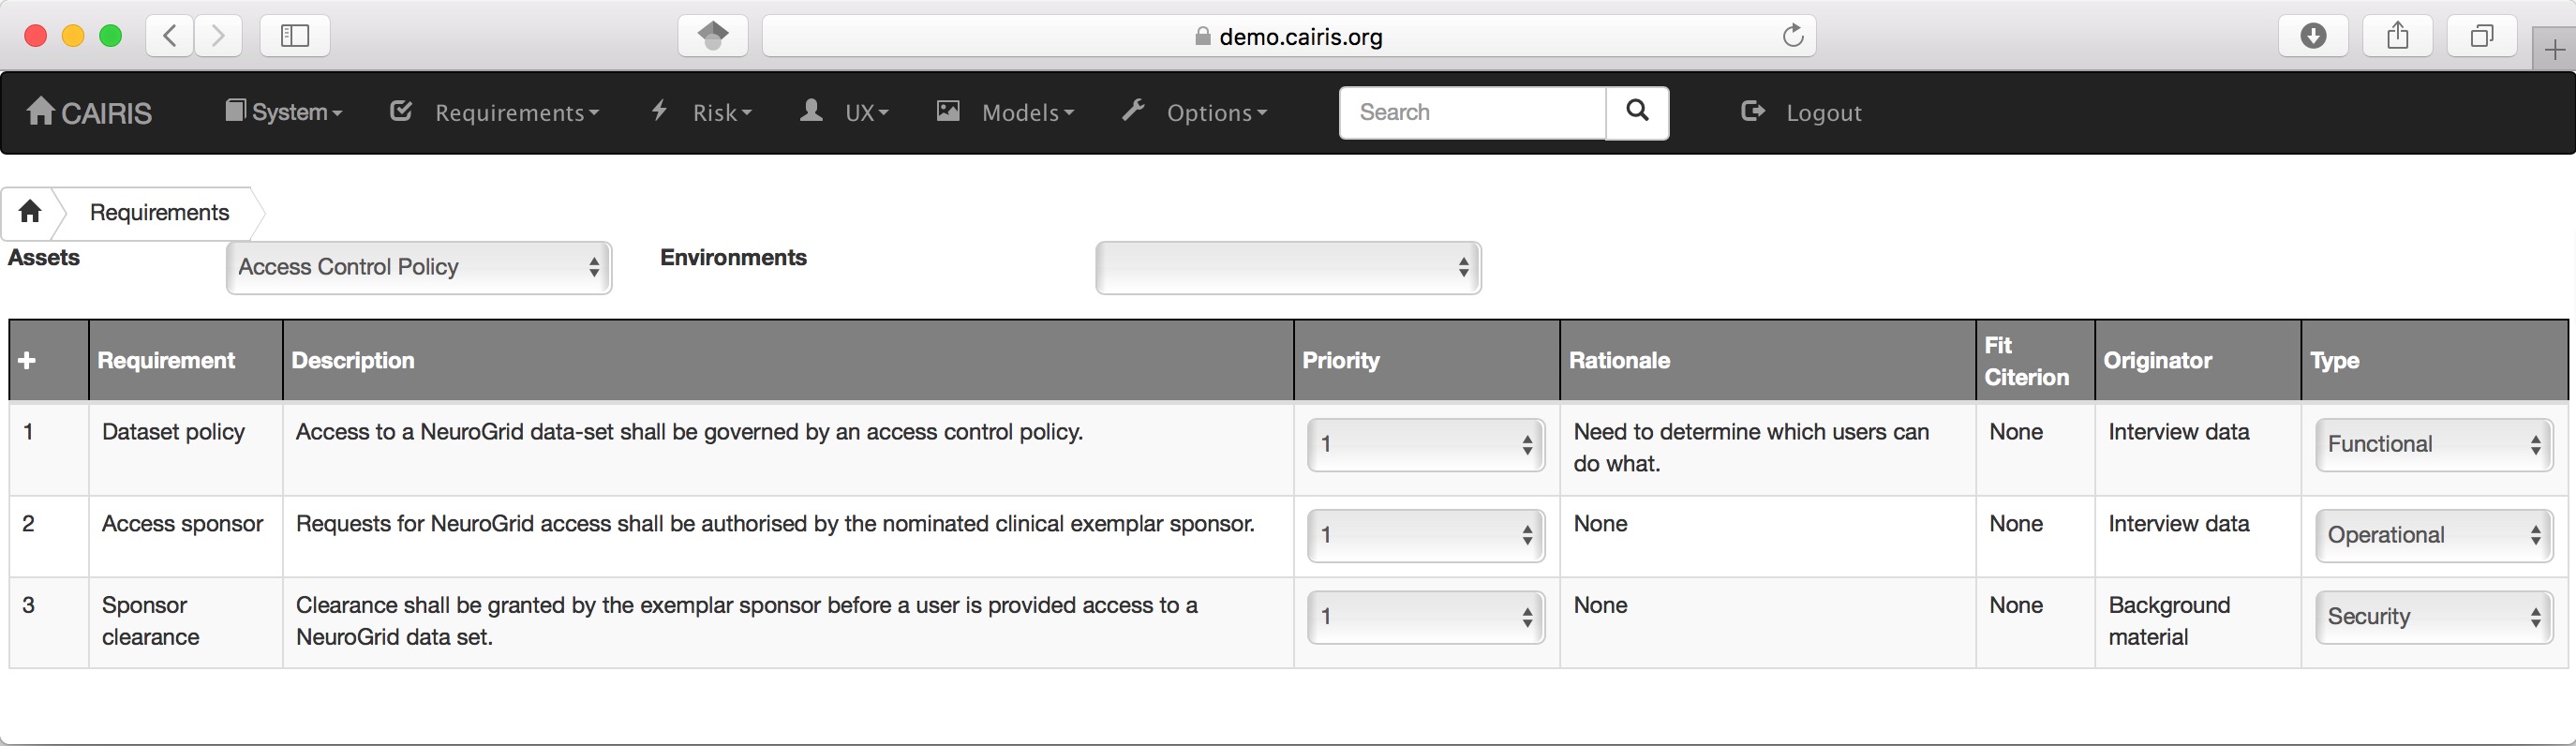 demo.cairis.org
CAIRIS System Requirements Risk UX Models Options Search Logout
Requirements
Assets Access Control Policy Environments
+ Requirement Description Priority Rationale Fit Citerion Originator Type
1 Dataset policy Access to a NeuroGrid data-set shall be governed by an access control policy. 1 Need to determine which users can do what. None Interview data Functional
2 Access sponsor Requests for NeuroGrid access shall be authorised by the nominated clinical exemplar sponsor. 1 None None Interview data Operational
3 Sponsor clearance Clearance shall be granted by the exemplar sponsor before a user is provided access to a NeuroGrid data set. 1 None None Background material Security